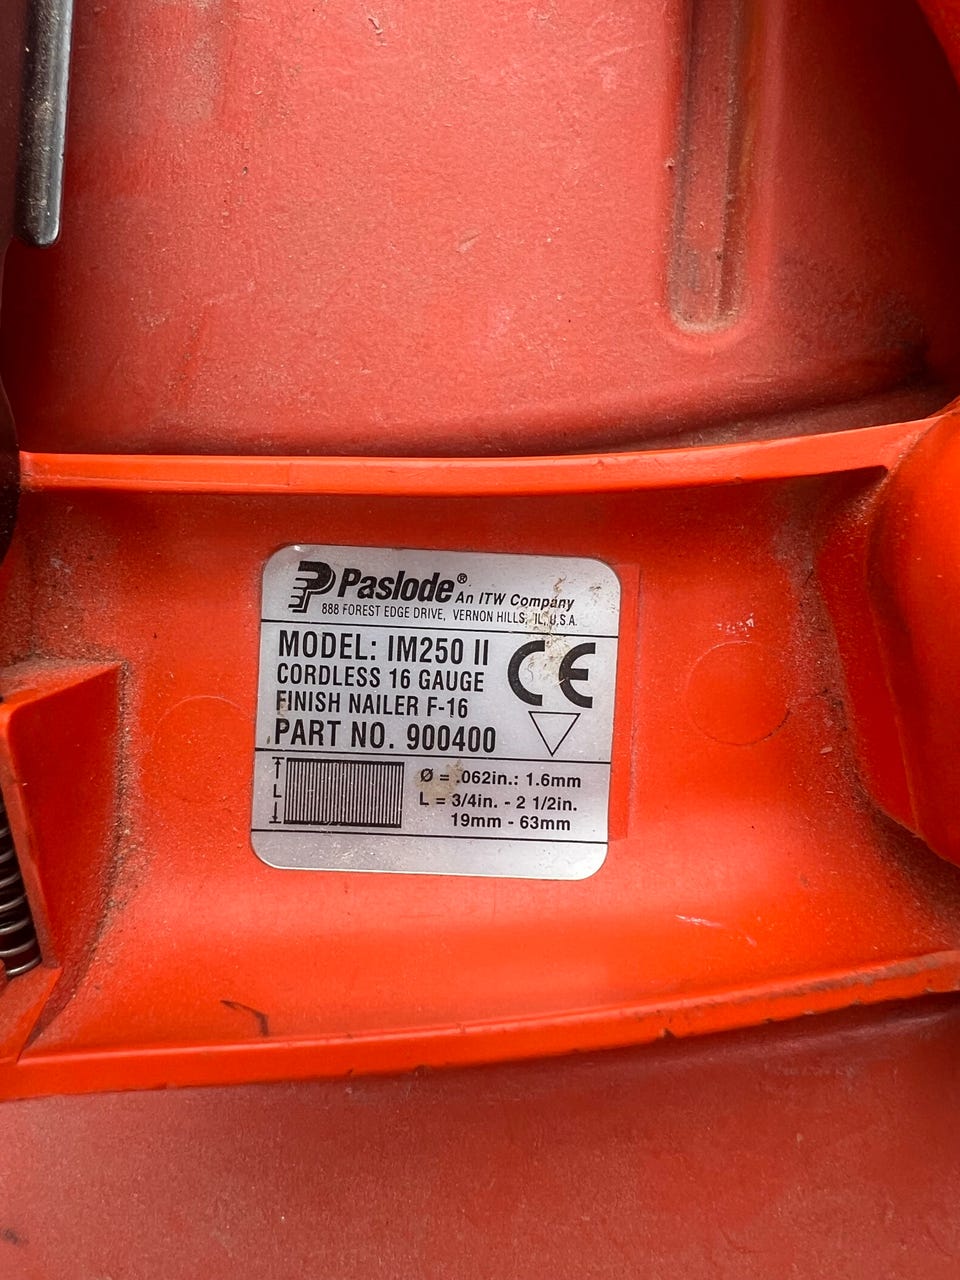 Paslode® An ITW Company
888 FOREST EDGE DRIVE, VERNON HILLS, IL, U.S.A.
MODEL: IM250 II
CORDLESS 16 GAUGE
FINISH NAILER F-16
PART NO. 900400
CE
L
Ø = .062in.: 1.6mm
L = 3/4in. - 2 1/2in.
19mm - 63mm